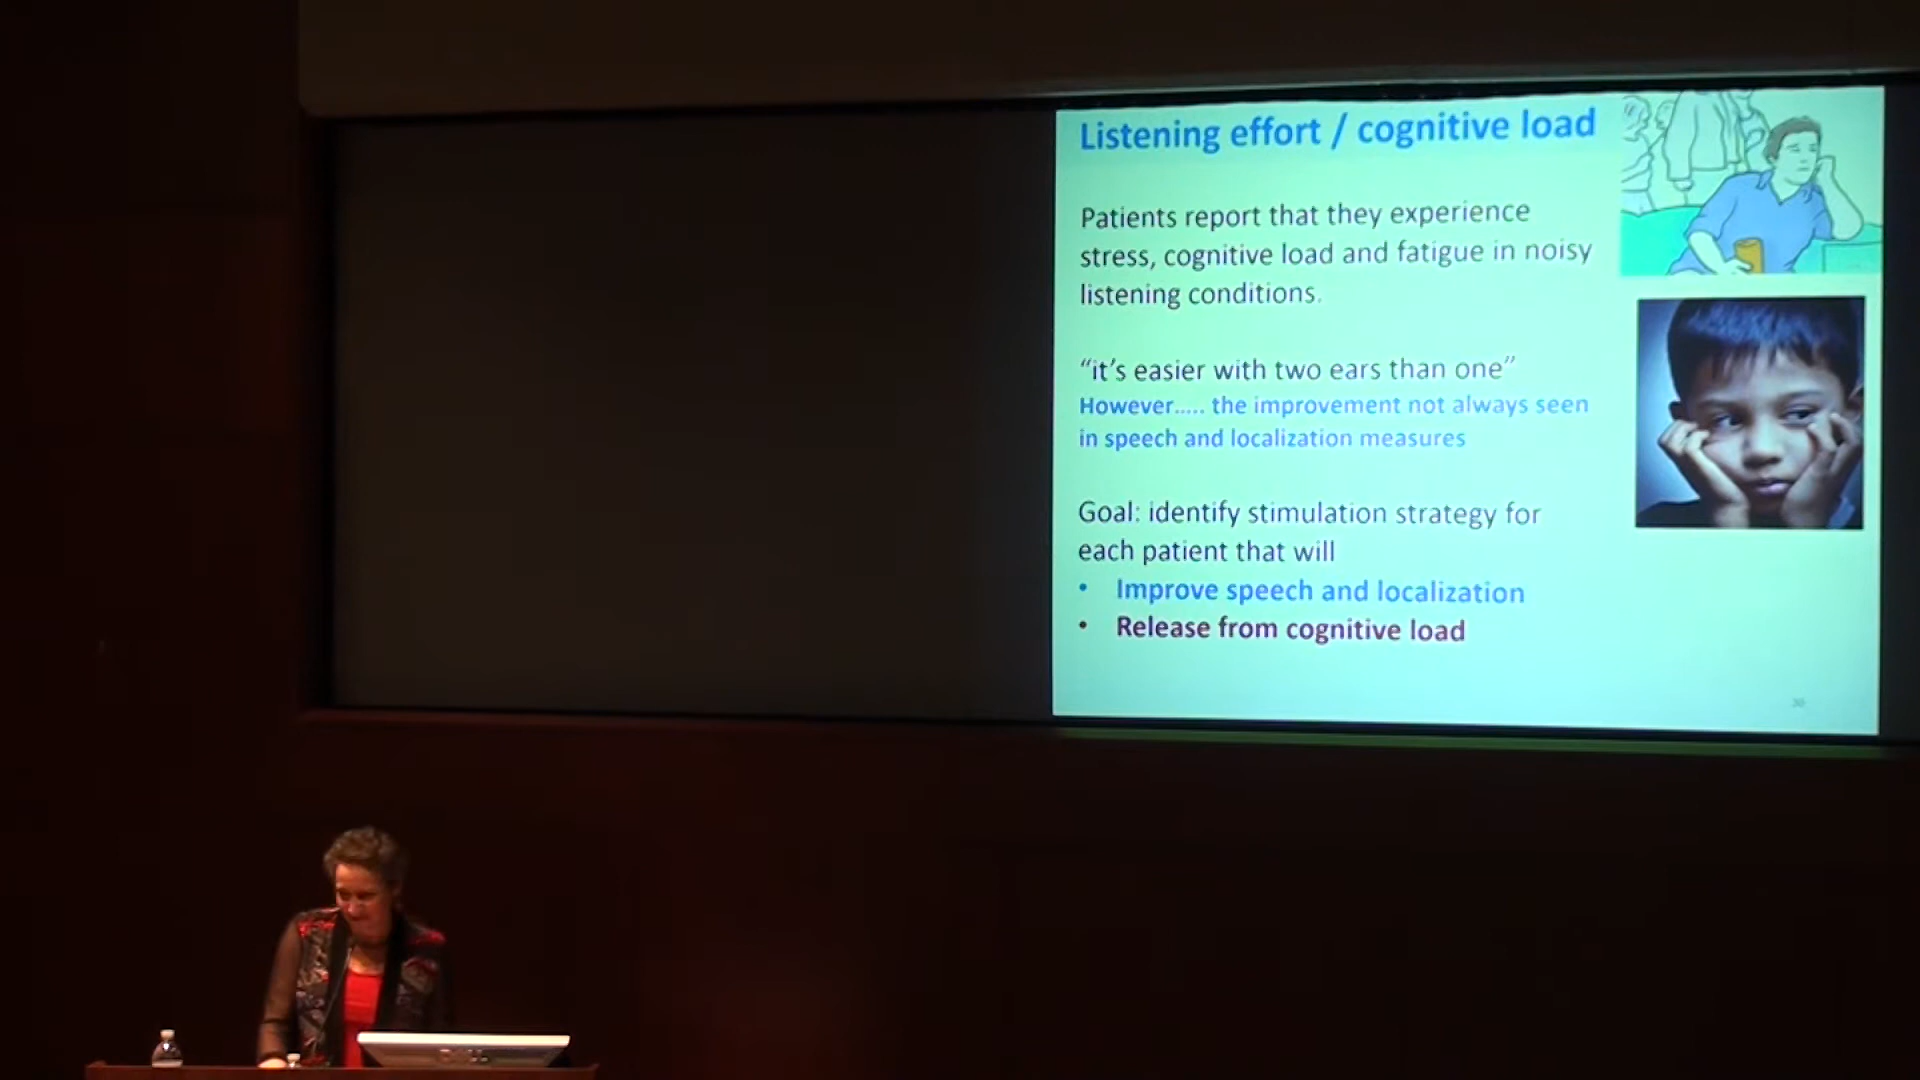 Listening effort / cognitive load
Patients report that they experience
stress, cognitive load and fatigue in noisy
listening conditions.
“it’s easier with two ears than one”
However..... the improvement not always seen
in speech and localization measures
Goal: identify stimulation strategy for
each patient that will
• Improve speech and localization
• Release from cognitive load
DELL